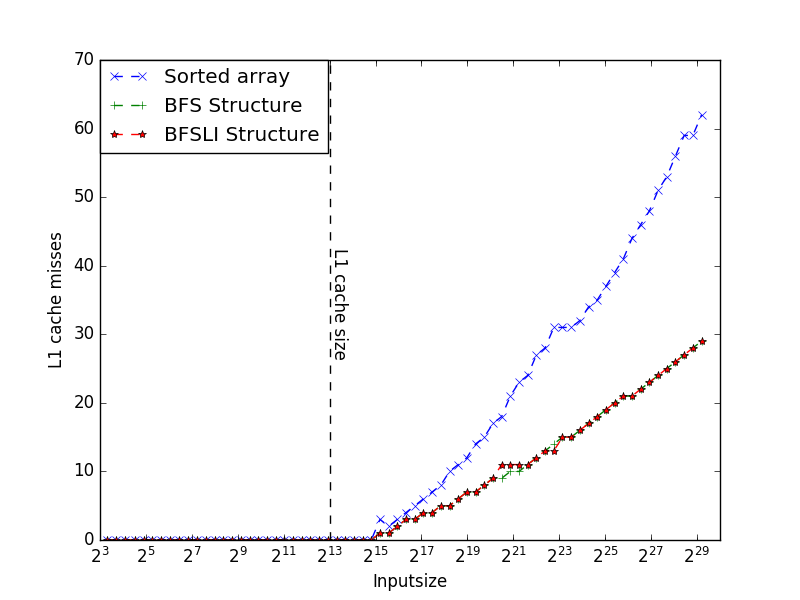 Sorted array
BFS Structure
BFSLI Structure
L1 cache size
L1 cache misses
70
60
50
40
30
20
10
0
2^3 2^5 2^7 2^9 2^11 2^13 2^15 2^17 2^19 2^21 2^23 2^25 2^27 2^29
Inputsize